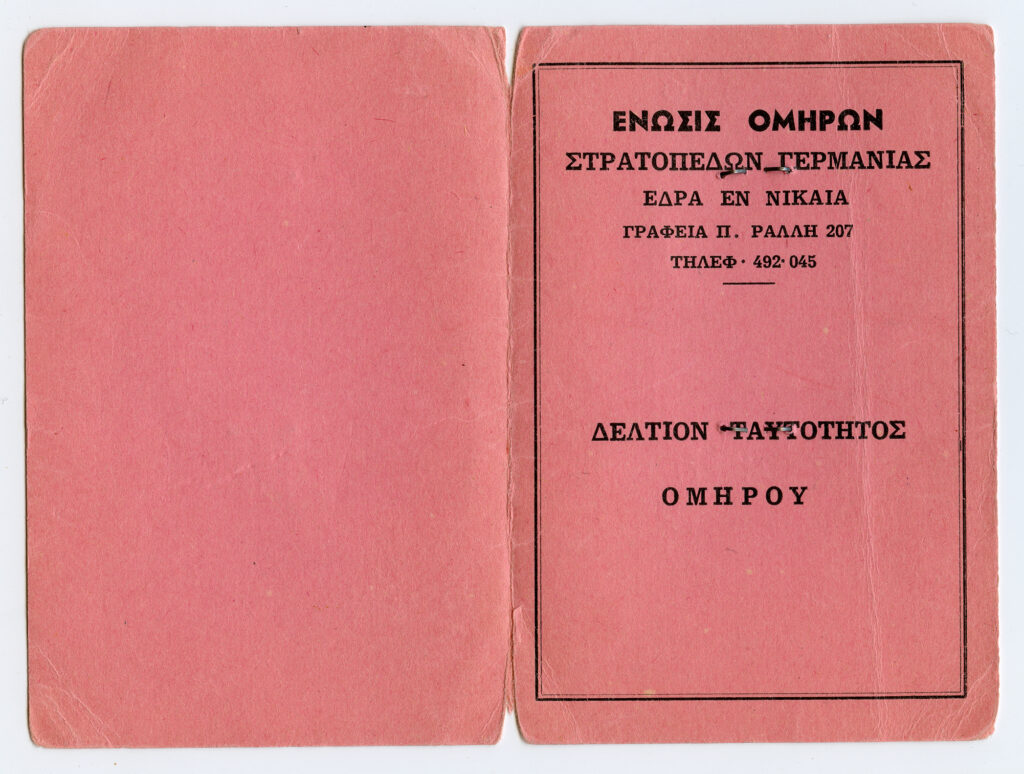 ΕΝΩΣΙΣ ΟΜΗΡΩΝ
ΣΤΡΑΤΟΠΕΔΩΝ ΓΕΡΜΑΝΙΑΣ
ΕΔΡΑ ΕΝ ΝΙΚΑΙΑ
ΓΡΑΦΕΙΑ Π. ΡΑΛΛΗ 207
ΤΗΛΕΦ· 492·045
ΔΕΛΤΙΟΝ ΤΑΥΤΟΤΗΤΟΣ
ΟΜΗΡΟΥ